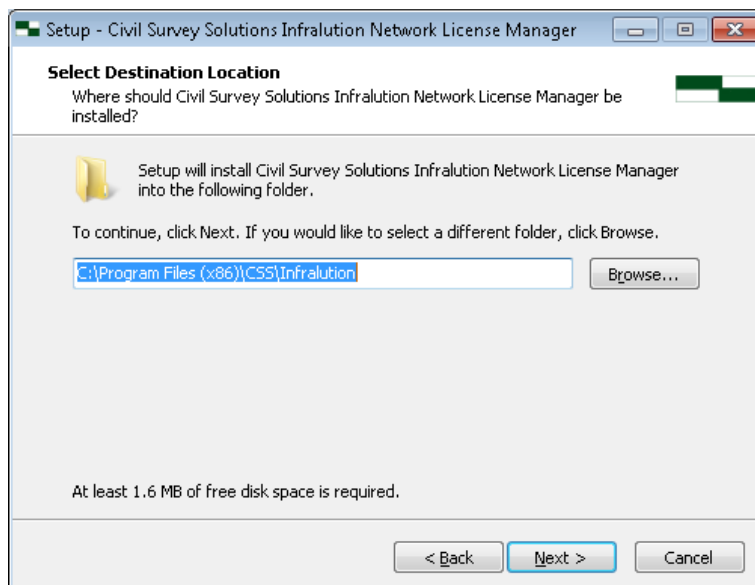 Setup - Civil Survey Solutions Infralution Network License Manager
Select Destination Location
Where should Civil Survey Solutions Infralution Network License Manager be
installed?
Setup will install Civil Survey Solutions Infralution Network License Manager
into the following folder.
To continue, click Next. If you would like to select a different folder, click Browse.
C:\Program Files (x86)\CSS\Infralution
Browse...
At least 1.6 MB of free disk space is required.
< Back
Next >
Cancel